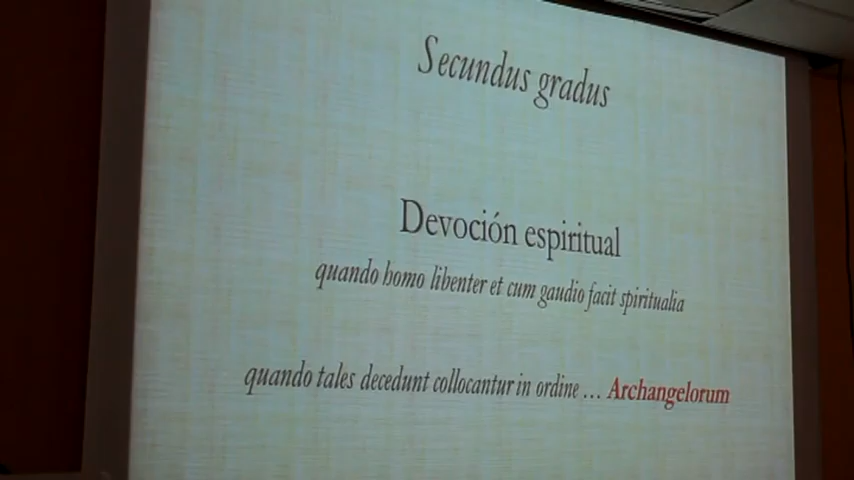 Secundus gradus
Devoción espiritual
quando homo libenter et cum gaudio facit spiritualia
quando tales decedunt collocantur in ordine ... Archangelorum